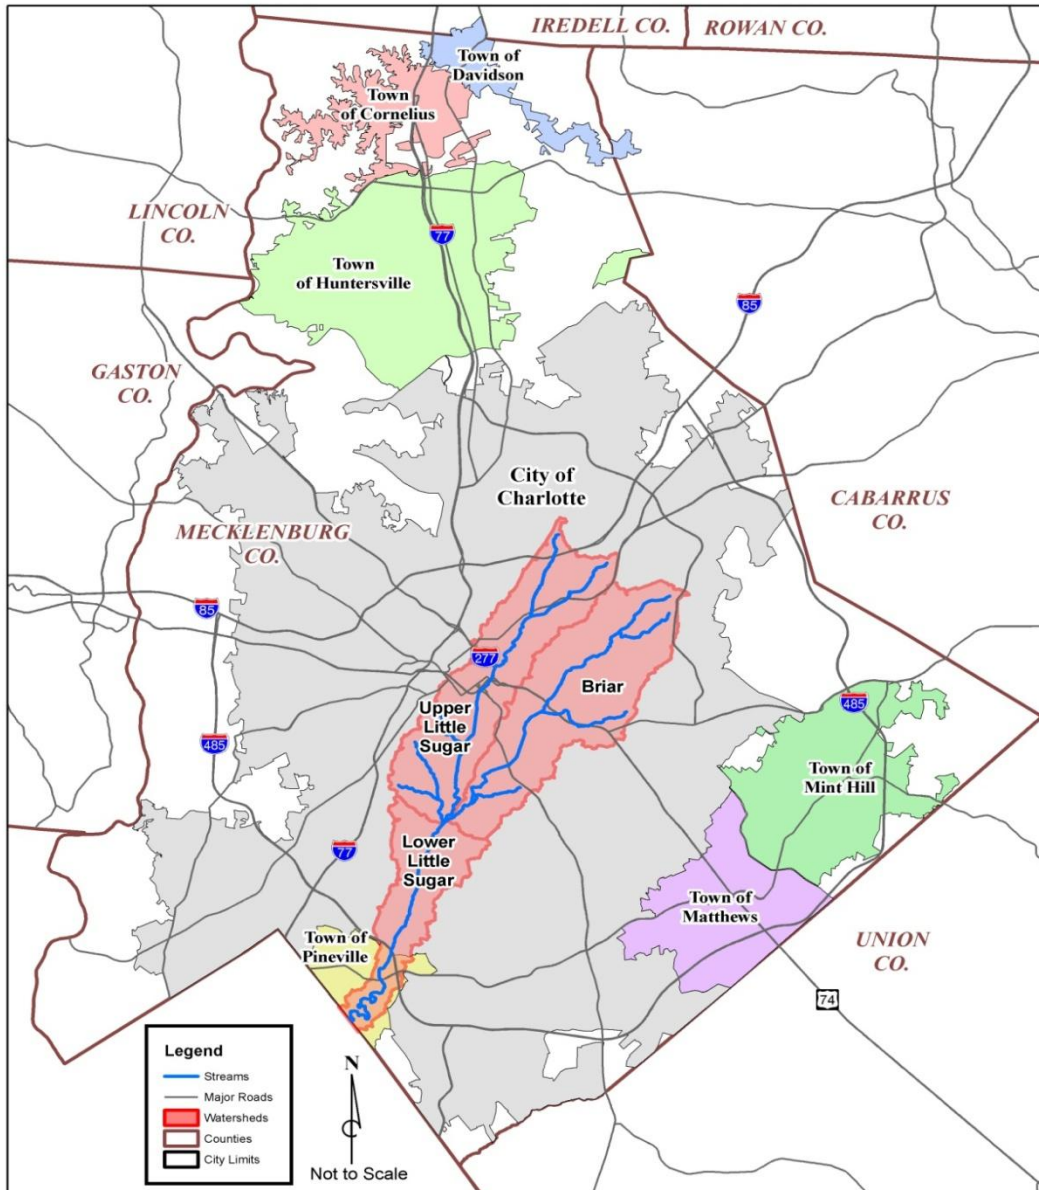 IREDELL CO.
ROWAN CO.
Town of
Davidson
Town
of Cornelius
LINCOLN
CO.
77
Town
of Huntersville
85
GASTON
CO.
City of
Charlotte
CABARRUS
CO.
MECKLENBURG
CO.
85
277
Briar
Upper
Little
Sugar
485
485
Town of
Mint Hill
77
Lower
Little
Sugar
Town of
Matthews
Town of
Pineville
UNION
CO.
74
Legend
Streams
Major Roads
Watersheds
Counties
City Limits
N
Not to Scale